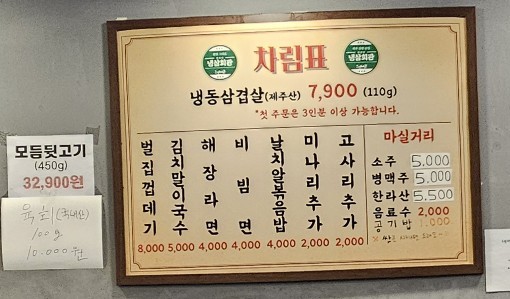 냉삼회관
차림표
냉삼회관
냉동삼겹살(제주산) 7,900 (110g)
*첫 주문은 3인분 이상 가능합니다.
벌집껍데기 8,000
김치말이국수 5,000
해장라면 4,000
비빔면 4,000
날치알볶음밥 4,000
미나리추가 2,000
고사리추가 2,000
마실거리
소주 5,000
병맥주 5,000
한라산 5,500
음료수 2,000
공기밥 1,000
모듬뒷고기
(450g)
32,900원
육회(국내산)
100g
10.000원